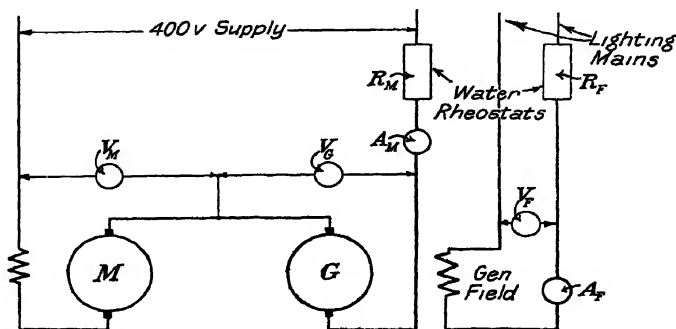 400v Supply
Lighting
Mains
R_M
Water
Rheostats
R_F
V_M
V_G
A_M
V_F
M
G
Gen
Field
A_F